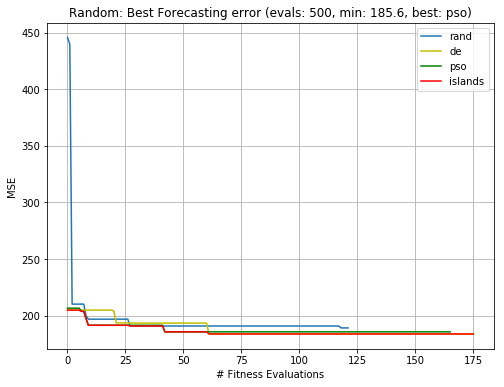 Random: Best Forecasting error (evals: 500, min: 185.6, best: pso)
450
400
350
300
250
200
MSE
rand
de
pso
islands
0 25 50 75 100 125 150 175
# Fitness Evaluations